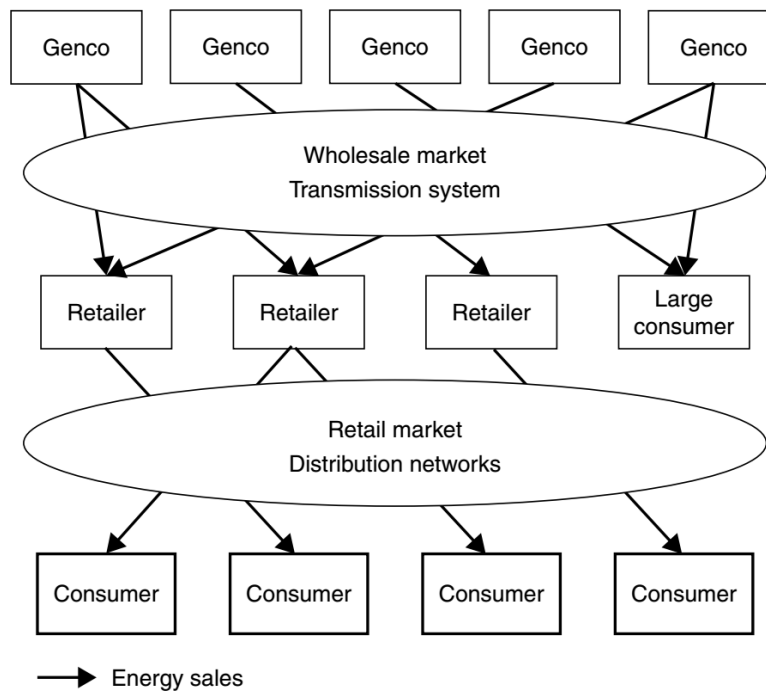 Genco
Genco
Genco
Genco
Genco
Wholesale market
Transmission system
Retailer
Retailer
Retailer
Large
consumer
Retail market
Distribution networks
Consumer
Consumer
Consumer
Consumer
Energy sales